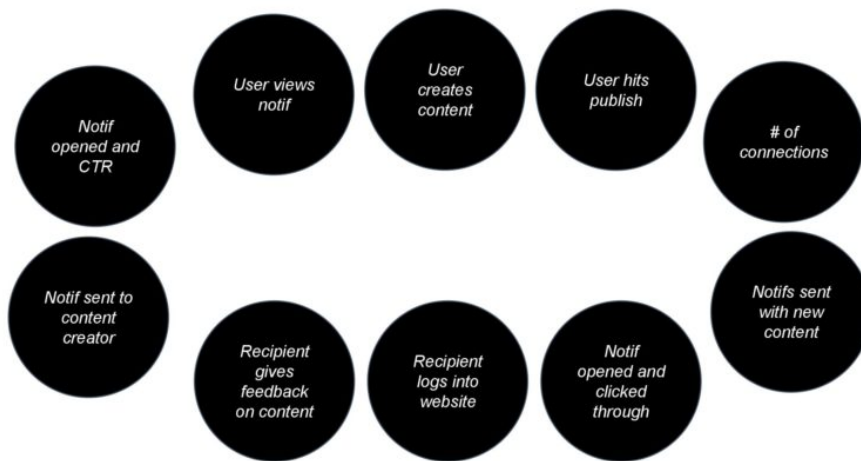 User views
notif
User
creates
content
User hits
publish
# of
connections
Notifs sent
with new
content
Notif
opened and
clicked
through
Recipient
logs into
website
Recipient
gives
feedback
on content
Notif sent to
content
creator
Notif
opened and
CTR